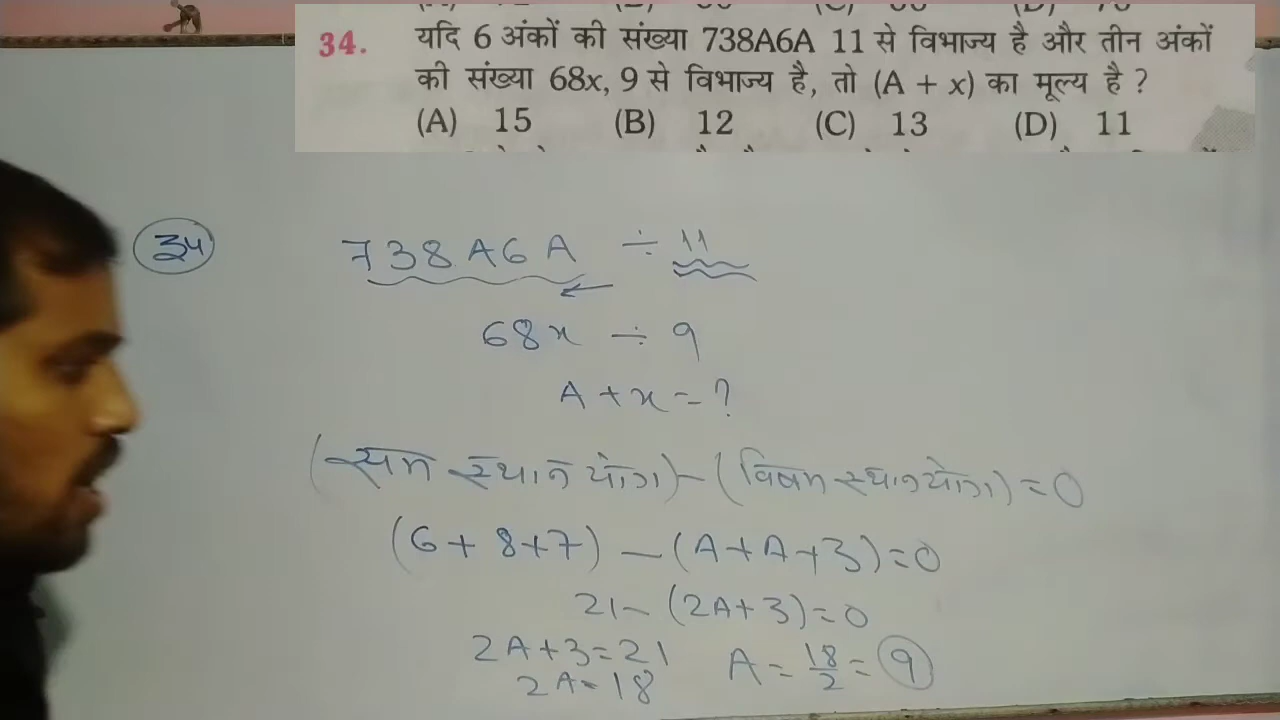 34. यदि 6 अंकों की संख्या 738A6A 11 से विभाज्य है और तीन अंकों
की संख्या 68x, 9 से विभाज्य है, तो (A + x) का मूल्य है ?
(A) 15 (B) 12 (C) 13 (D) 11
34 738A6A ÷ 11
68x ÷ 9
A + x = ?
(सम स्थान योग) - (विषम स्थान योग) = 0
(6 + 8 + 7) - (A + A + 3) = 0
21 - (2A + 3) = 0
2A + 3 = 21 A = 18/2 = 9
2A = 18